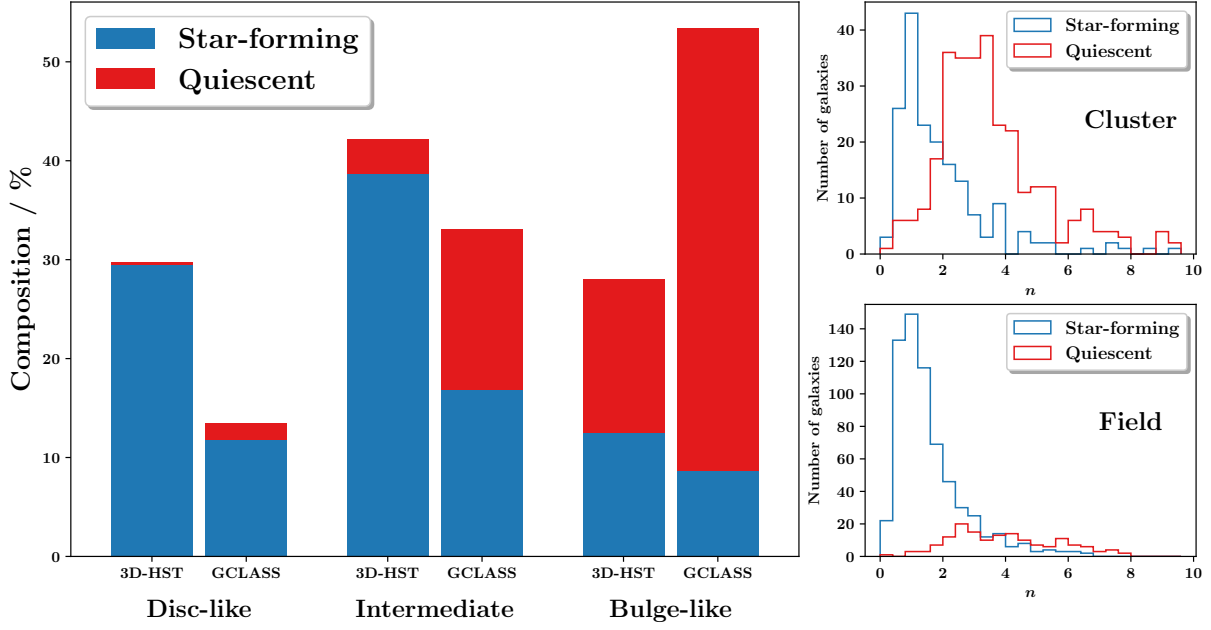 Composition / %
50
40
30
20
10
0
Star-forming
Quiescent
3D-HST GCLASS 3D-HST GCLASS 3D-HST GCLASS
Disc-like Intermediate Bulge-like
Number of galaxies
40
30
20
10
0
Star-forming
Quiescent
Cluster
0 2 4 6 8 10
n
Number of galaxies
140
120
100
80
60
40
20
0
Star-forming
Quiescent
Field
0 2 4 6 8 10
n